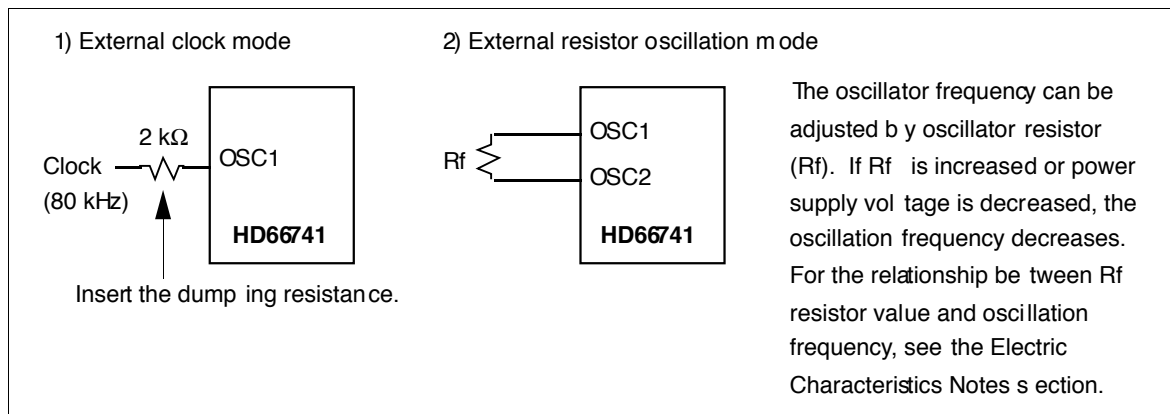 1) External clock mode
2 kΩ
Clock
(80 kHz)
OSC1
HD66741
Insert the dump ing resistance.
2) External resistor oscillation m ode
Rf
OSC1
OSC2
HD66741
The oscillator frequency can be
adjusted b y oscillator resistor
(Rf). If Rf is increased or power
supply vol tage is decreased, the
oscillation frequency decreases.
For the relationship be tween Rf
resistor value and oscillation
frequency, see the Electric
Characteristics Notes s ection.